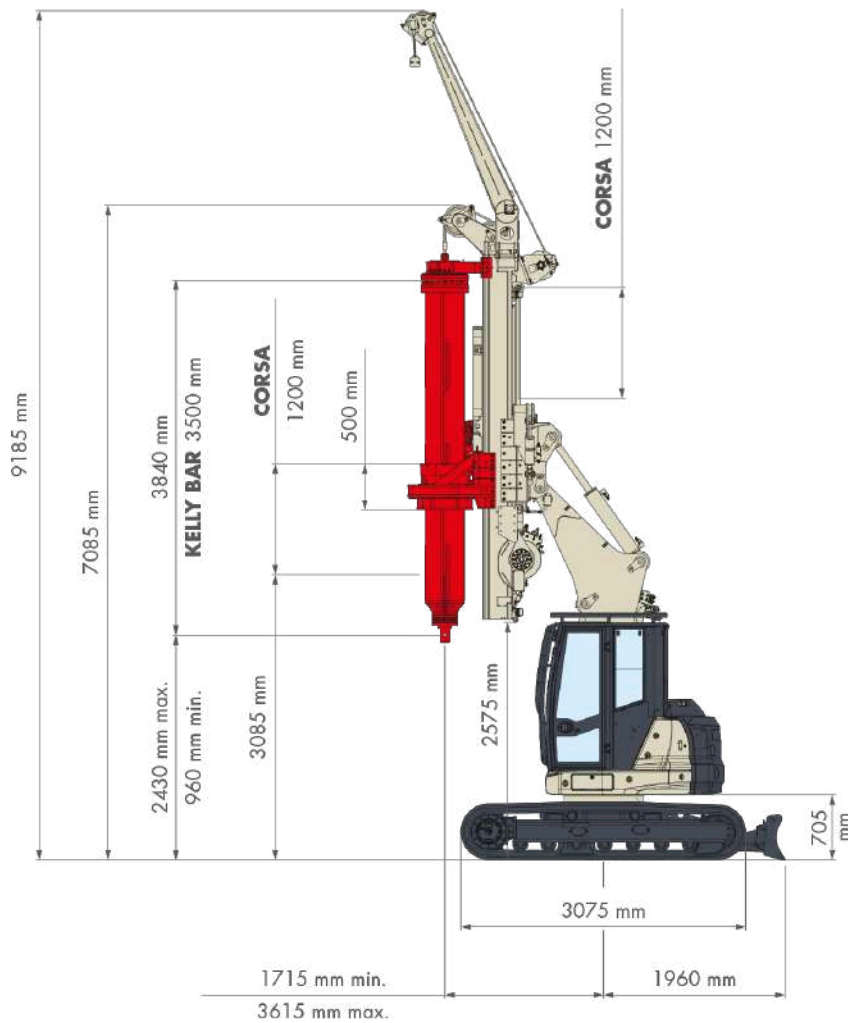 CORSA 1200 mm
9185 mm
7085 mm
3840 mm
KELLY BAR 3500 mm
CORSA
1200 mm
500 mm
2430 mm max.
960 mm min.
3085 mm
2575 mm
705
mm
3075 mm
1715 mm min.
3615 mm max.
1960 mm